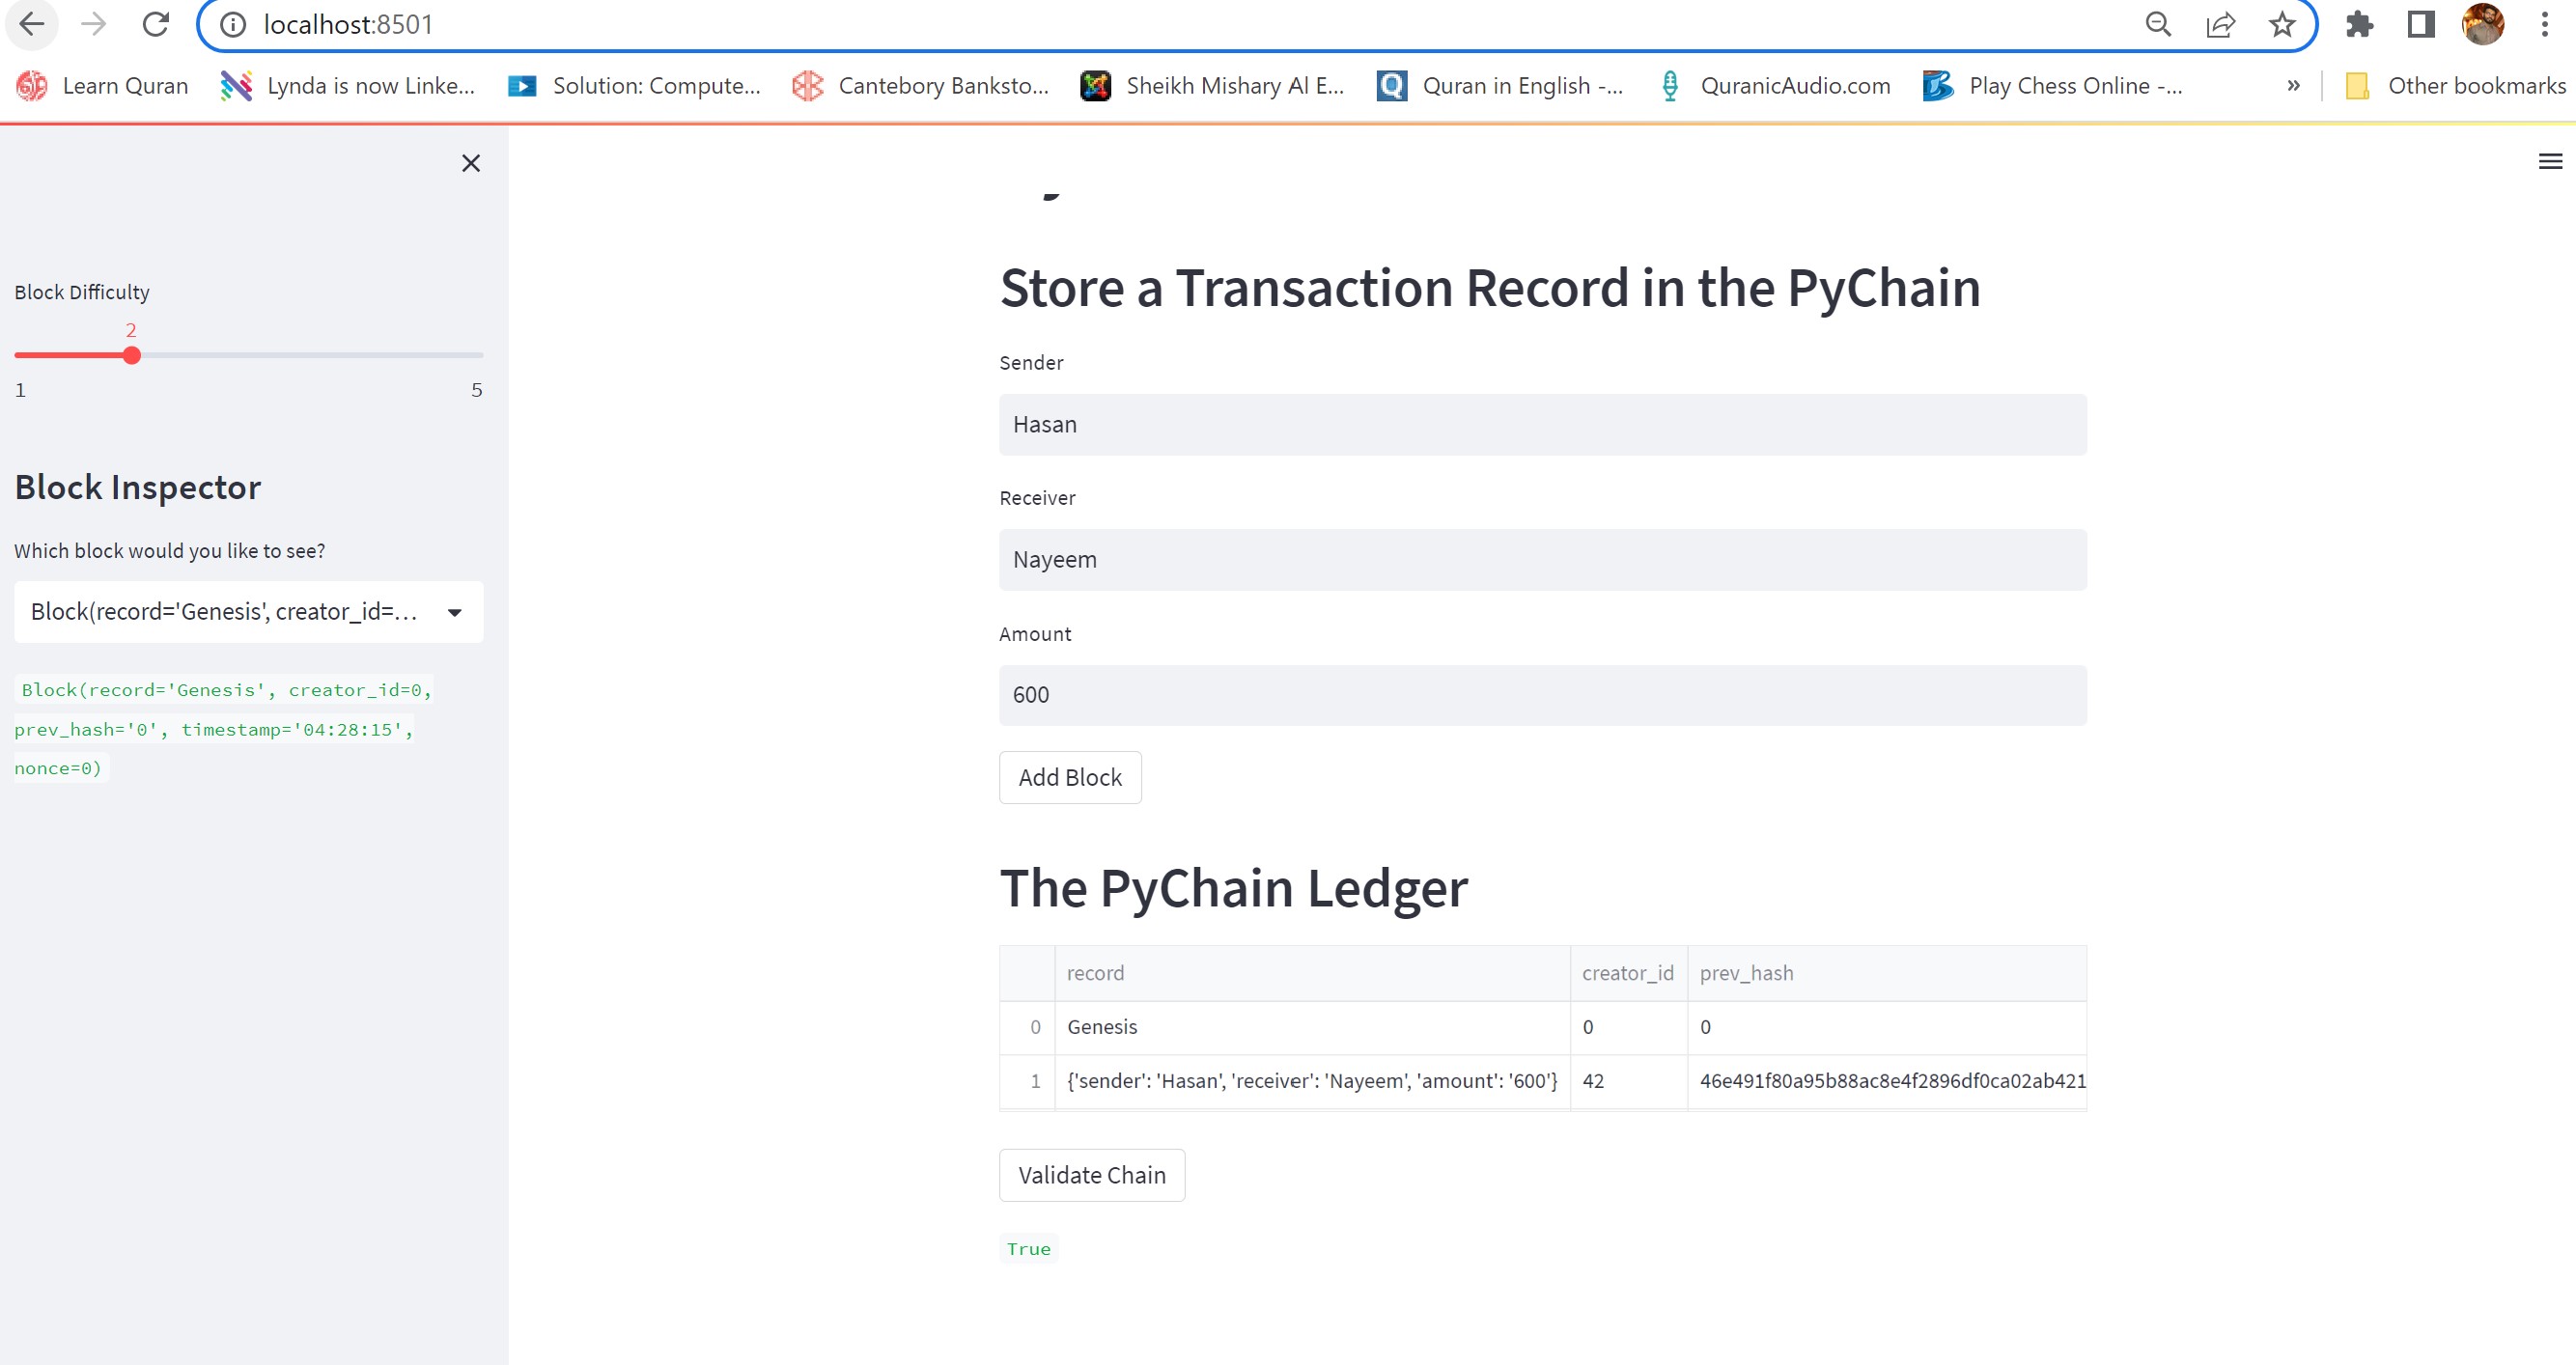 localhost:8501
Learn Quran Lynda is now Linke... Solution: Compute... Cantebory Banksto... Sheikh Mishary Al E... Quran in English -... QuranicAudio.com Play Chess Online -... » Other bookmarks
Block Difficulty
2
1 5
Block Inspector
Which block would you like to see?
Block(record='Genesis', creator_id=...
Block(record='Genesis', creator_id=0,
prev_hash='0', timestamp='04:28:15',
nonce=0)
Store a Transaction Record in the PyChain
Sender
Hasan
Receiver
Nayeem
Amount
600
Add Block
The PyChain Ledger
record creator_id prev_hash
0 Genesis 0 0
1 {'sender': 'Hasan', 'receiver': 'Nayeem', 'amount': '600'} 42 46e491f80a95b88ac8e4f2896df0ca02ab421
Validate Chain
True